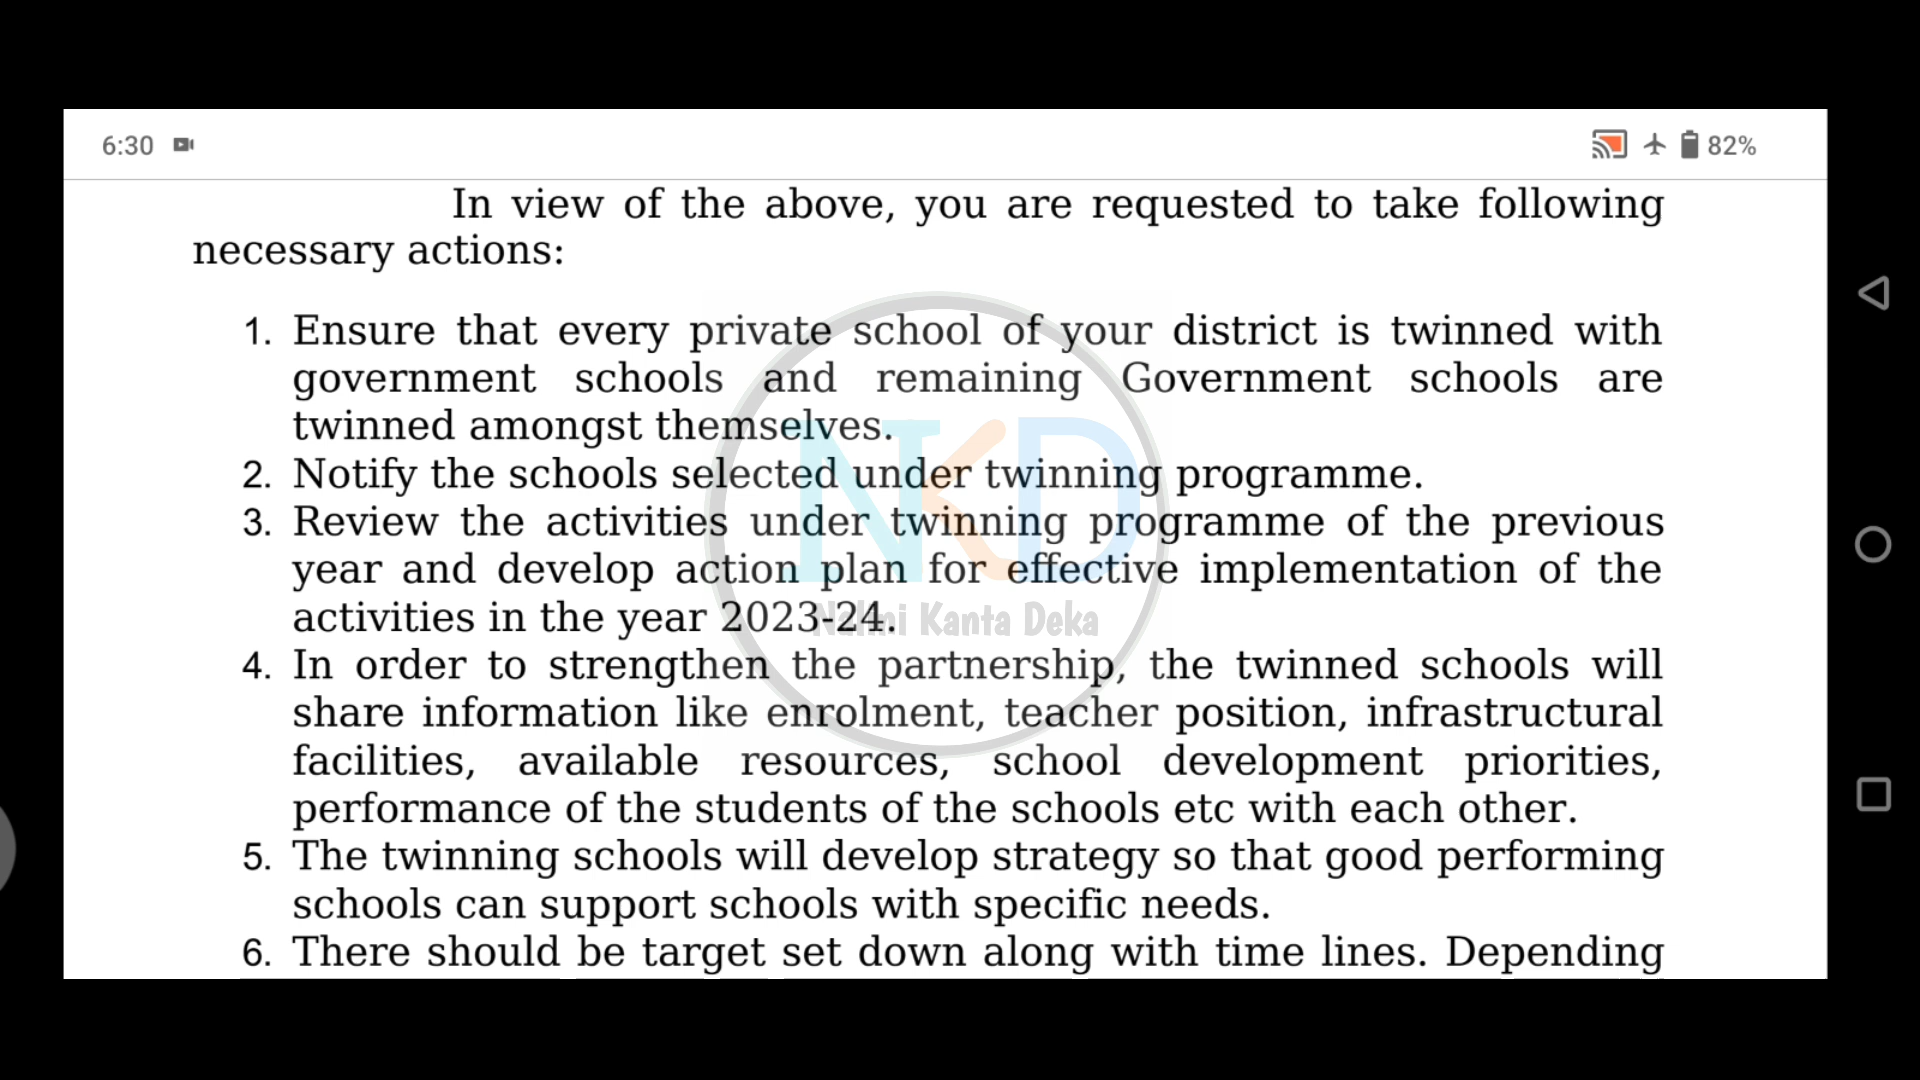 6:30
82%
In view of the above, you are requested to take following
necessary actions:
1. Ensure that every private school of your district is twinned with
government schools and remaining Government schools are
twinned amongst themselves.
2. Notify the schools selected under twinning programme.
3. Review the activities under twinning programme of the previous
year and develop action plan for effective implementation of the
activities in the year 2023-24.
4. In order to strengthen the partnership, the twinned schools will
share information like enrolment, teacher position, infrastructural
facilities, available resources, school development priorities,
performance of the students of the schools etc with each other.
5. The twinning schools will develop strategy so that good performing
schools can support schools with specific needs.
6. There should be target set down along with time lines. Depending
NKD
Nalini Kanta Deka